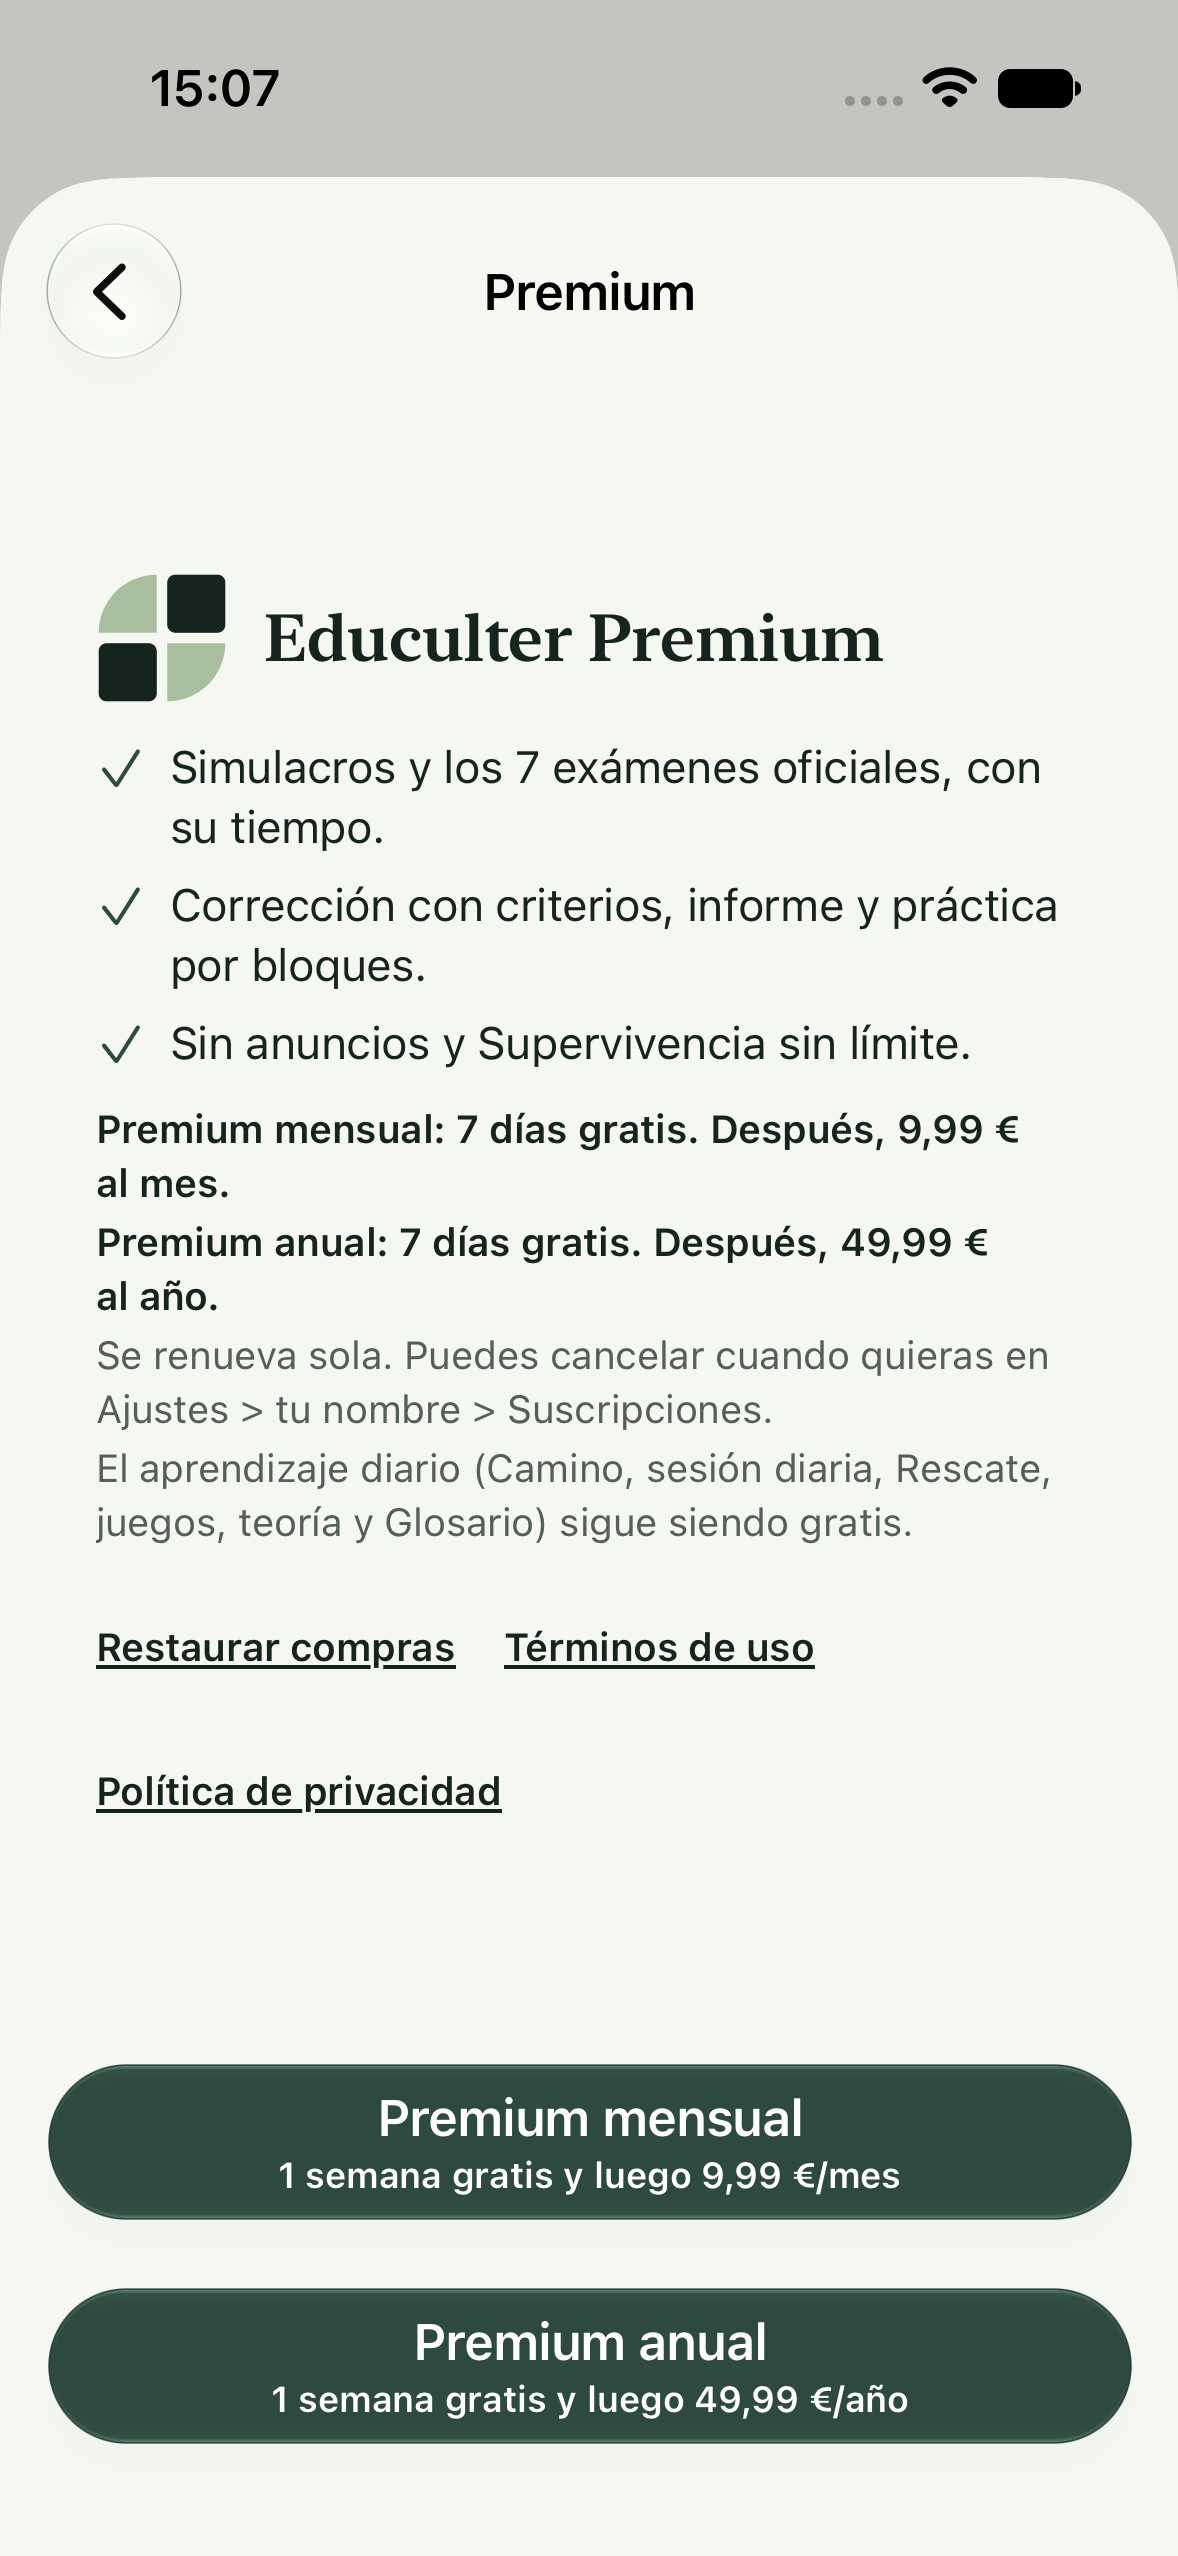 15:07
Premium
Educulter Premium
Simulacros y los 7 exámenes oficiales, con
su tiempo.
Corrección con criterios, informe y práctica
por bloques.
Sin anuncios y Supervivencia sin límite.
Premium mensual: 7 días gratis. Después, 9,99 €
al mes.
Premium anual: 7 días gratis. Después, 49,99 €
al año.
Se renueva sola. Puedes cancelar cuando quieras en
Ajustes > tu nombre > Suscripciones.
El aprendizaje diario (Camino, sesión diaria, Rescate,
juegos, teoría y Glosario) sigue siendo gratis.
Restaurar compras Términos de uso
Política de privacidad
Premium mensual
1 semana gratis y luego 9,99 €/mes
Premium anual
1 semana gratis y luego 49,99 €/año